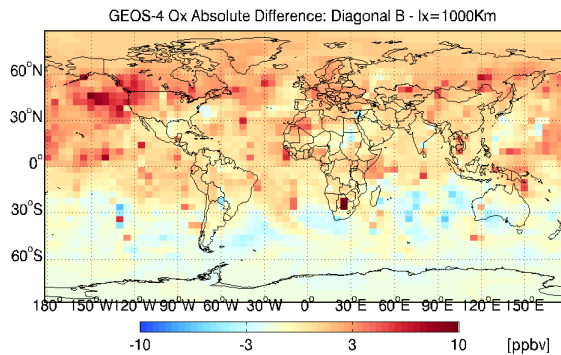 GEOS-4 Ox Absolute Difference: Diagonal B - lx=1000Km
60°N
30°N
0°
30°S
60°S
180° 150° W 120° W 90° W 60° W 30° W 0° 30° E 60° E 90° E 120° E 150° E
-10 -3 3 10 [ppbv]